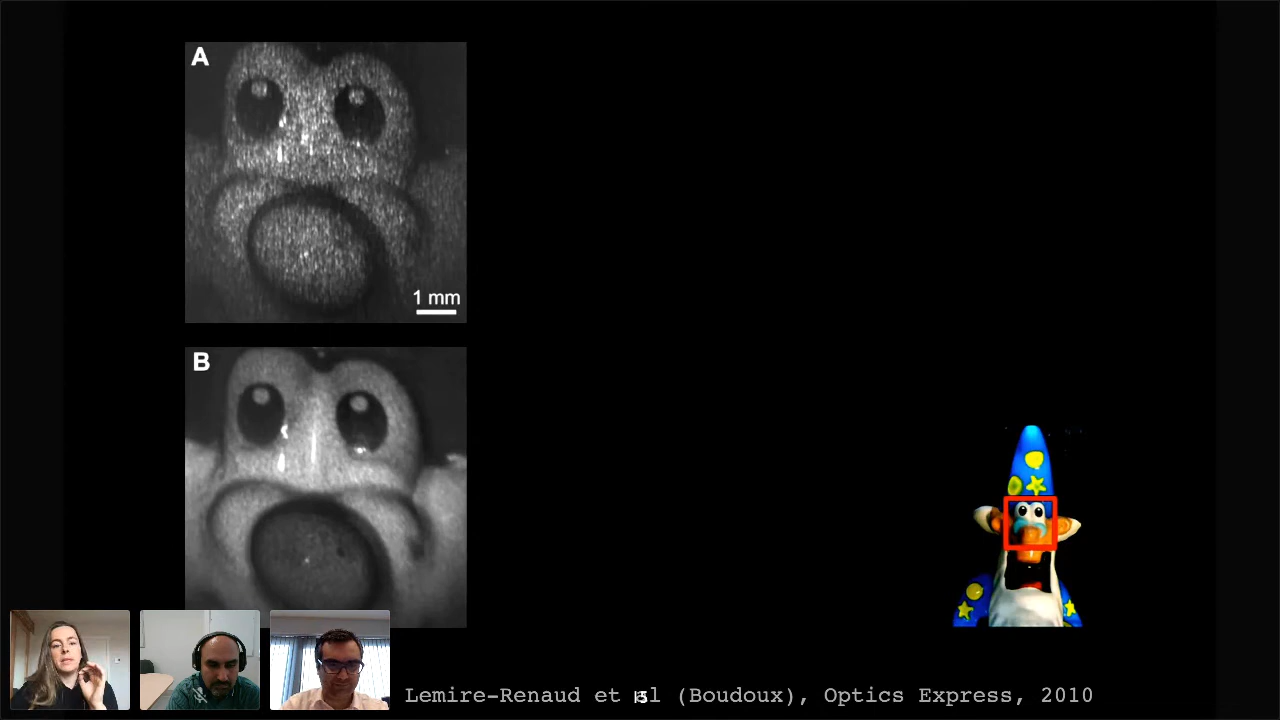 A
1 mm
B
Lemire-Renaud et al (Boudoux), Optics Express, 2010